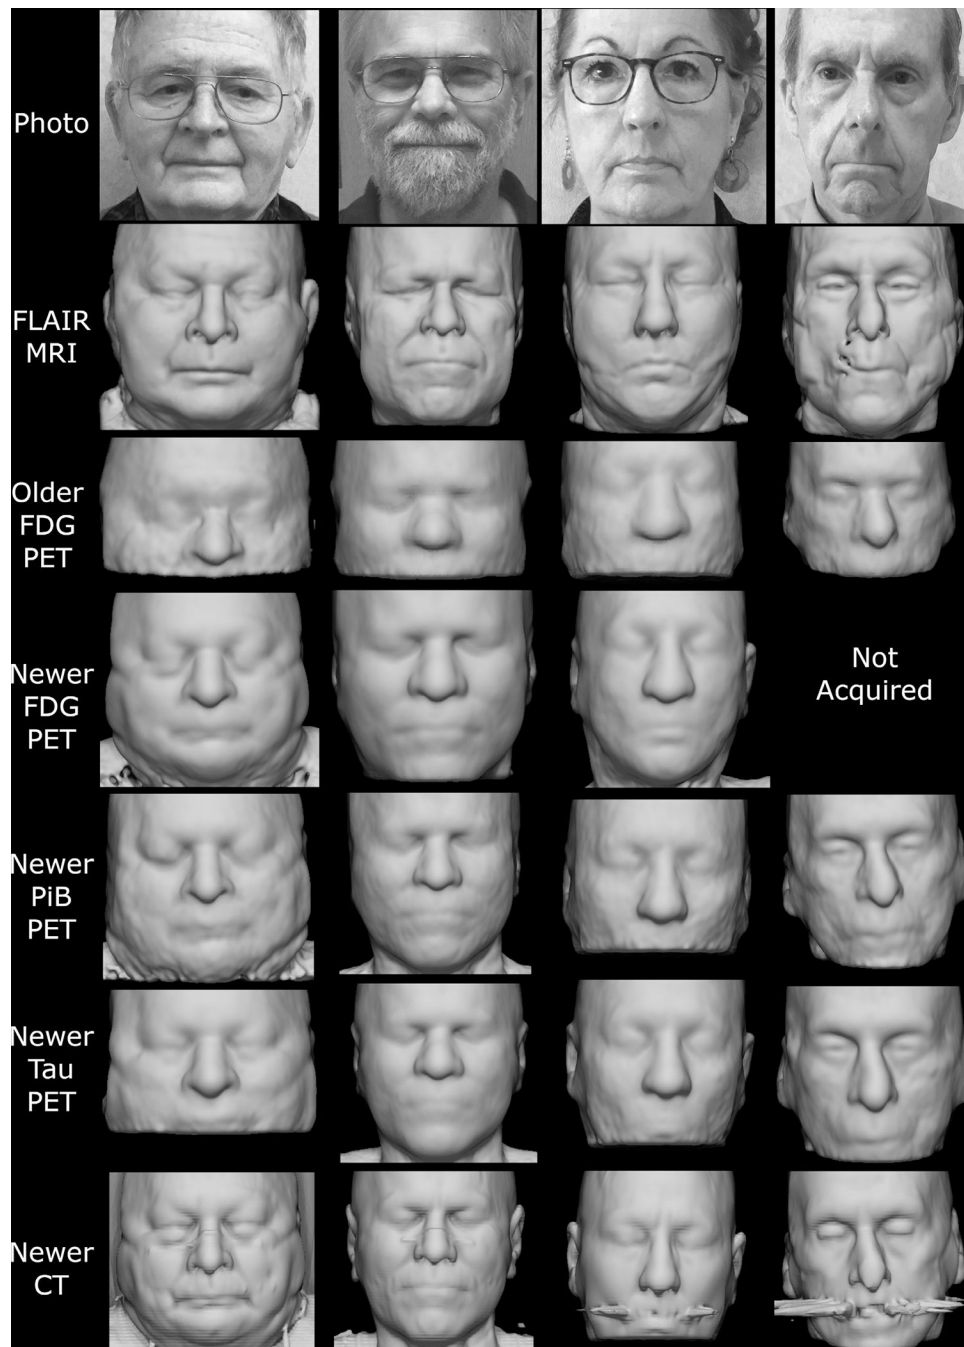 Photo
FLAIR
MRI
Older
FDG
PET
Newer
FDG
PET
Not
Acquired
Newer
PiB
PET
Newer
Tau
PET
Newer
CT